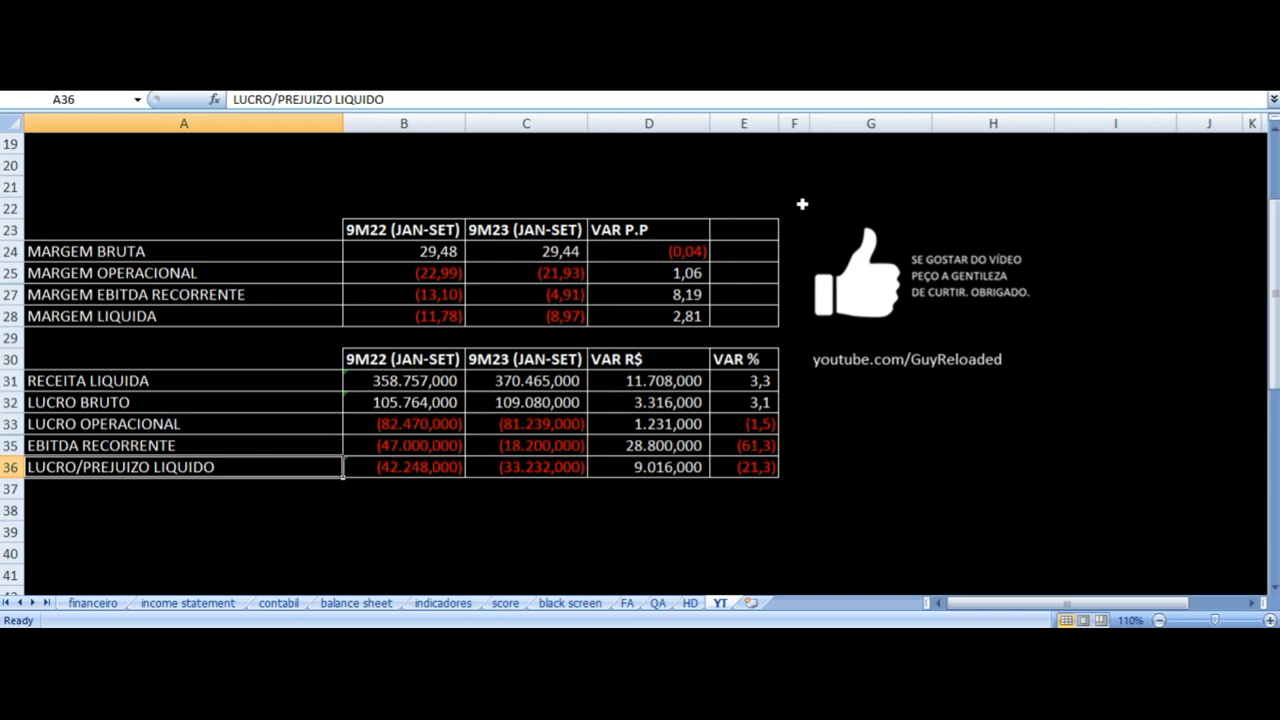 A36 fx LUCRO/PREJUIZO LIQUIDO
A B C D E F G H I J K
19
20
21
22
23 9M22 (JAN-SET) 9M23 (JAN-SET) VAR P.P
24 MARGEM BRUTA 29,48 29,44 (0,04)
25 MARGEM OPERACIONAL (22,99) (21,93) 1,06
27 MARGEM EBITDA RECORRENTE (13,10) (4,91) 8,19
28 MARGEM LIQUIDA (11,78) (8,97) 2,81
SE GOSTAR DO VÍDEO
PEÇO A GENTILEZA
DE CURTIR. OBRIGADO.
29
30 9M22 (JAN-SET) 9M23 (JAN-SET) VAR R$ VAR % youtube.com/GuyReloaded
31 RECEITA LIQUIDA 358.757,000 370.465,000 11.708,000 3,3
32 LUCRO BRUTO 105.764,000 109.080,000 3.316,000 3,1
33 LUCRO OPERACIONAL (82.470,000) (81.239,000) 1.231,000 (1,5)
35 EBITDA RECORRENTE (47.000,000) (18.200,000) 28.800,000 (61,3)
36 LUCRO/PREJUIZO LIQUIDO (42.248,000) (33.232,000) 9.016,000 (21,3)
37
38
39
40
41
financeiro income statement contabil balance sheet indicadores score black screen FA QA HD YT
Ready 110%